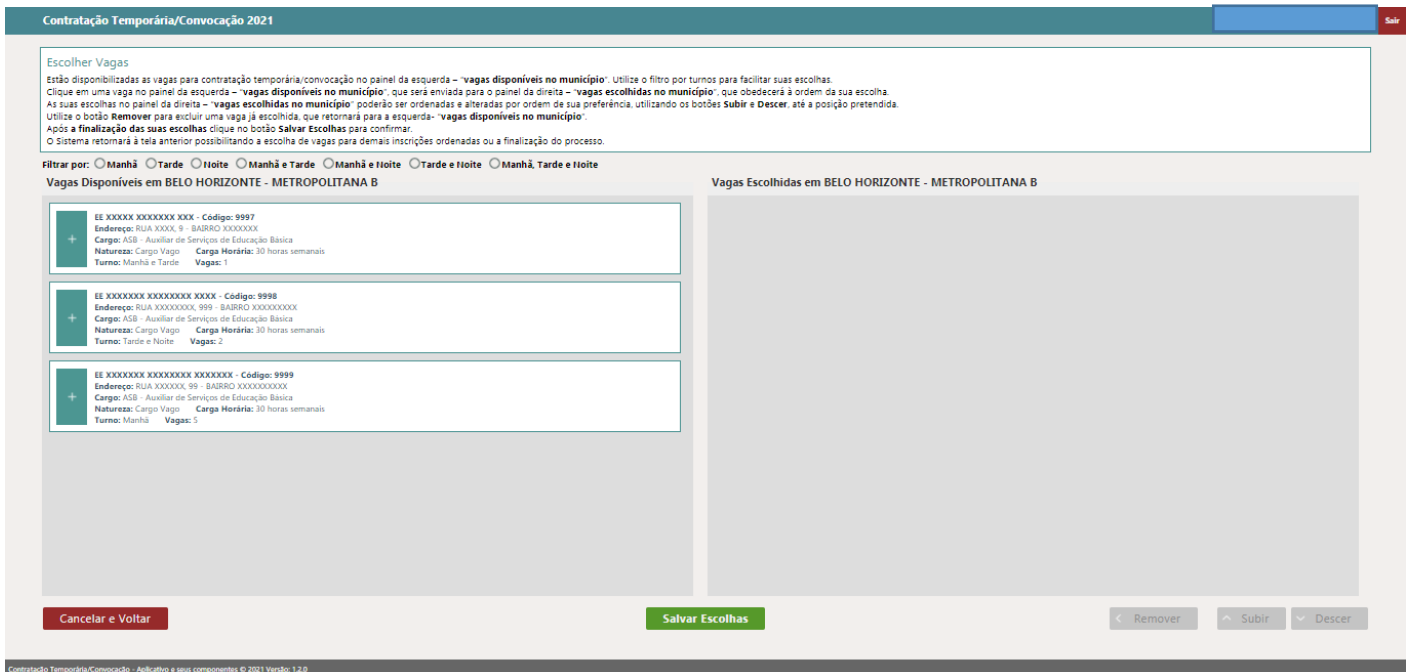 Contratação Temporária/Convocação 2021
Sair
Escolher Vagas
Estão disponibilizadas as vagas para contratação temporária/convocação no painel da esquerda – "vagas disponíveis no município". Utilize o filtro por turnos para facilitar suas escolhas.
Clique em uma vaga no painel da esquerda – "vagas disponíveis no município", que será enviada para o painel da direita – "vagas escolhidas no município", que obedecerá à ordem da sua escolha.
As suas escolhas no painel da direita – "vagas escolhidas no município" poderão ser ordenadas e alteradas por ordem de sua preferência, utilizando os botões Subir e Descer, até a posição pretendida.
Utilize o botão Remover para excluir uma vaga já escolhida, que retornará para a esquerda- "vagas disponíveis no município".
Após a finalização das suas escolhas clique no botão Salvar Escolhas para confirmar.
O Sistema retornará à tela anterior possibilitando a escolha de vagas para demais inscrições ordenadas ou a finalização do processo.
Filtrar por: Manhã Tarde Noite Manhã e Tarde Manhã e Noite Tarde e Noite Manhã, Tarde e Noite
Vagas Disponíveis em BELO HORIZONTE - METROPOLITANA B
Vagas Escolhidas em BELO HORIZONTE - METROPOLITANA B
EE XXXXX XXXXXXX XXX - Código: 9997
Endereço: RUA XXXX, 9 - BAIRRO XXXXXXX
+
Cargo: ASB - Auxiliar de Serviços de Educação Básica
Natureza: Cargo Vago Carga Horária: 30 horas semanais
Turno: Manhã e Tarde Vagas: 1
EE XXXXXXX XXXXXXXX XXXX - Código: 9998
Endereço: RUA XXXXXXXX, 999 - BAIRRO XXXXXXXXX
+
Cargo: ASB - Auxiliar de Serviços de Educação Básica
Natureza: Cargo Vago Carga Horária: 30 horas semanais
Turno: Tarde e Noite Vagas: 2
EE XXXXXXX XXXXXXXX XXXXXXX - Código: 9999
Endereço: RUA XXXXXX, 99 - BAIRRO XXXXXXXXXX
+
Cargo: ASB - Auxiliar de Serviços de Educação Básica
Natureza: Cargo Vago Carga Horária: 30 horas semanais
Turno: Manhã Vagas: 5
Cancelar e Voltar
Salvar Escolhas
Remover
Subir
Descer
Contratação Temporária/Convocação - Aplicativo e seus componentes © 2021 Versão: 1.2.0